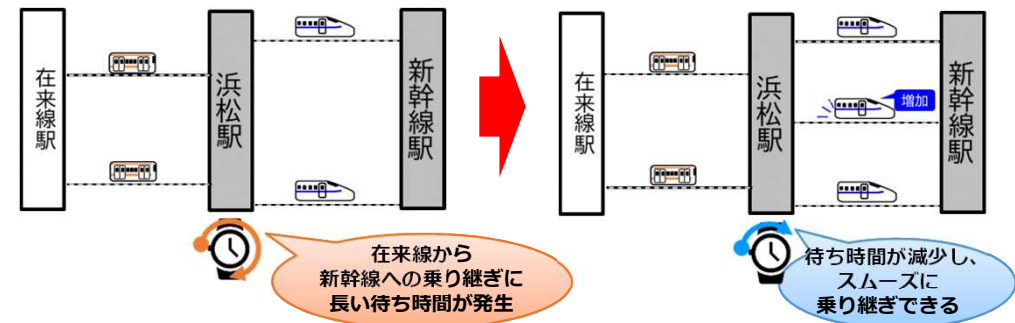 在来線駅
浜松駅
新幹線駅
在来線から
新幹線への乗り継ぎに
長い待ち時間が発生
在来線駅
浜松駅
新幹線駅
増加
待ち時間が減少し、
スムーズに
乗り継ぎできる